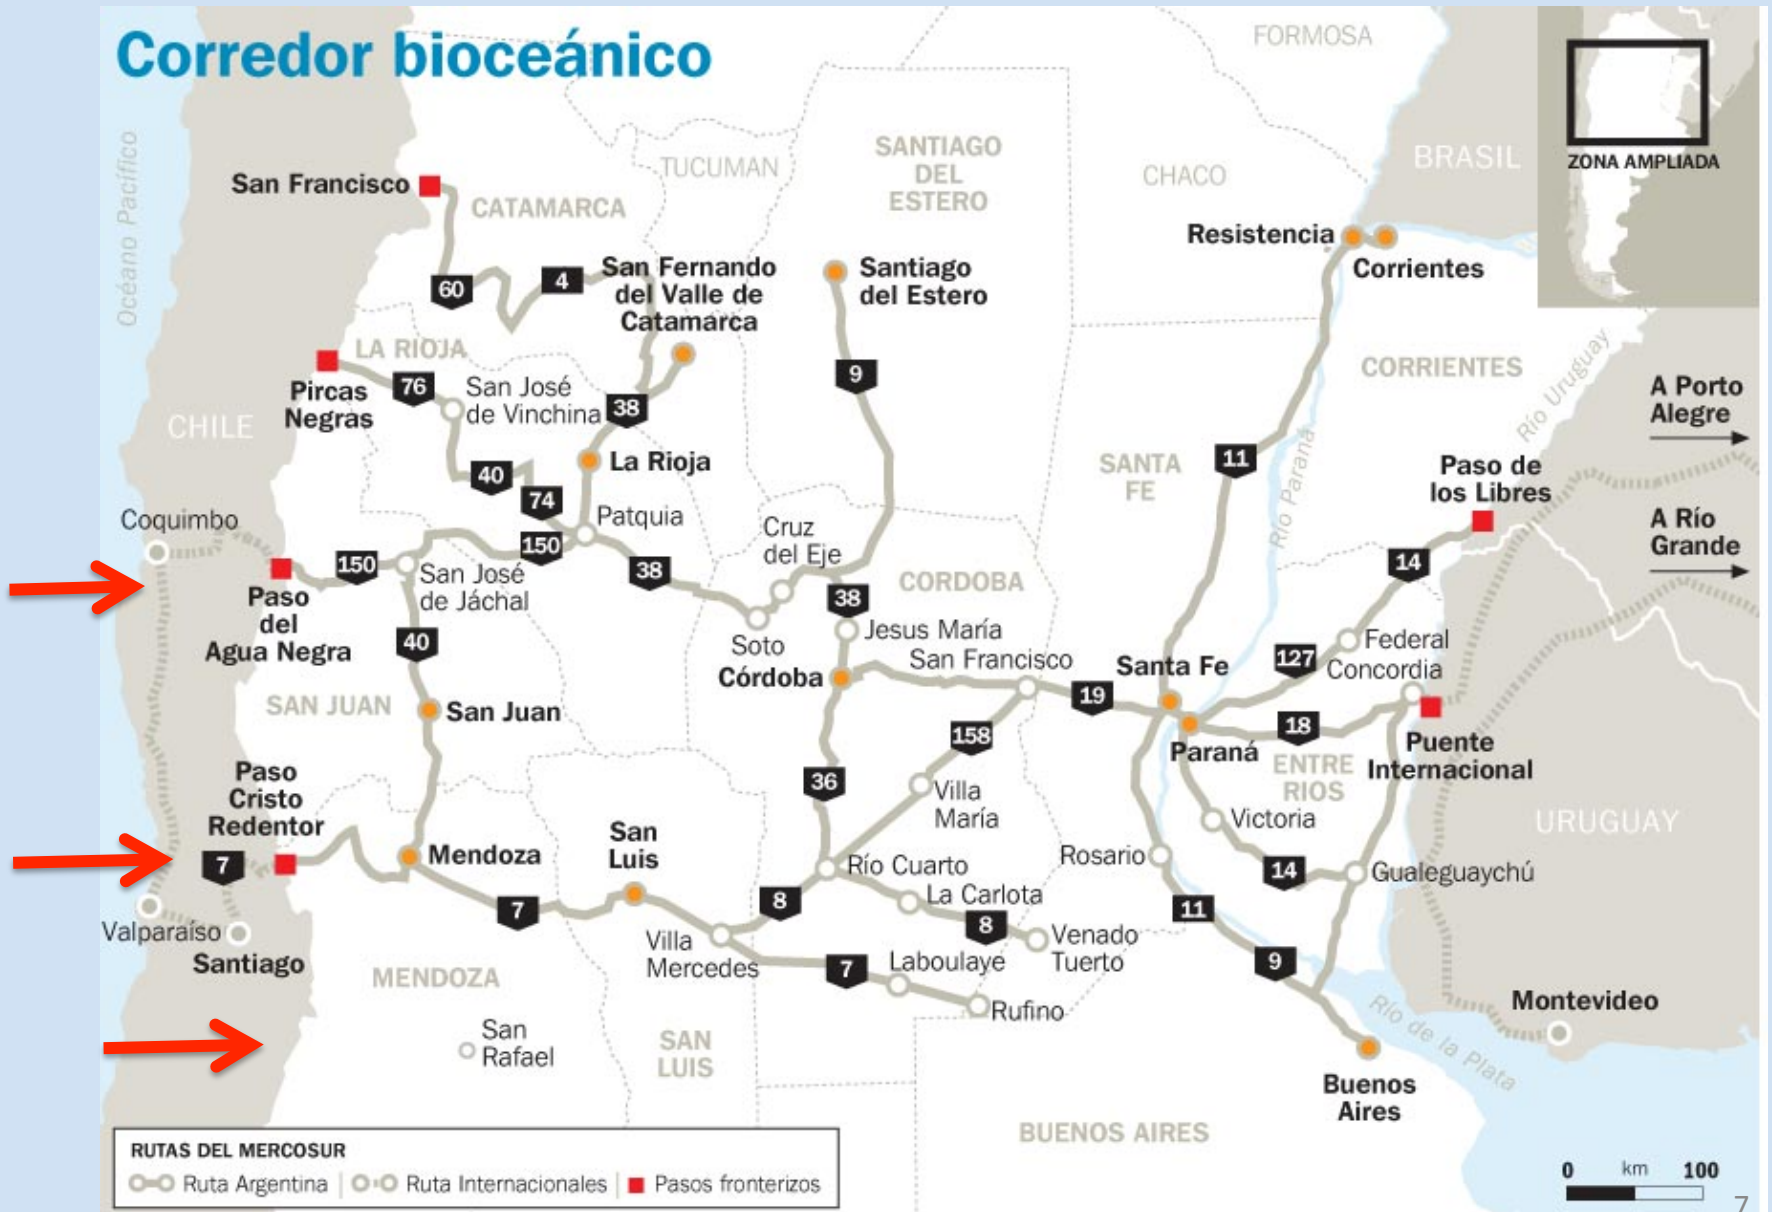 Corredor bioceánico
FORMOSA
Océano Pacífico
TUCUMAN
SANTIAGO
DEL
ESTERO
CHACO
BRASIL
ZONA AMPLIADA
San Francisco
CATAMARCA
Resistencia
Corrientes
60
4
San Fernando
del Valle de
Catamarca
Santiago
del Estero
LA RIOJA
Pircas
Negras
76
San José
de Vinchina
38
9
CORRIENTES
Río Uruguay
A Porto
Alegre
CHILE
40
74
La Rioja
SANTA
FE
11
Río Paraná
Paso de
los Libres
Coquimbo
Patquia
Cruz
del Eje
A Río
Grande
150
150
38
14
Paso
del
Agua Negra
San José
de Jáchal
CORDOBA
38
40
Soto
Jesus María
San Francisco
Córdoba
Santa Fe
127
Federal
Concordia
SAN JUAN
San Juan
19
158
Paraná
18
Puente
Internacional
ENTRE
RIOS
Paso
Cristo
Redentor
36
Villa
María
Victoria
URUGUAY
7
Mendoza
San
Luis
Río Cuarto
Rosario
14
Gualeguaychú
7
8
La Carlota
8
11
Valparaíso
Santiago
Villa
Mercedes
Venado
Tuerto
7
Laboulaye
9
MENDOZA
Rufino
Río de la Plata
Montevideo
San
Rafael
SAN
LUIS
Buenos
Aires
BUENOS AIRES
RUTAS DEL MERCOSUR
Ruta Argentina
Ruta Internacionales
Pasos fronterizos
0 km 100
7